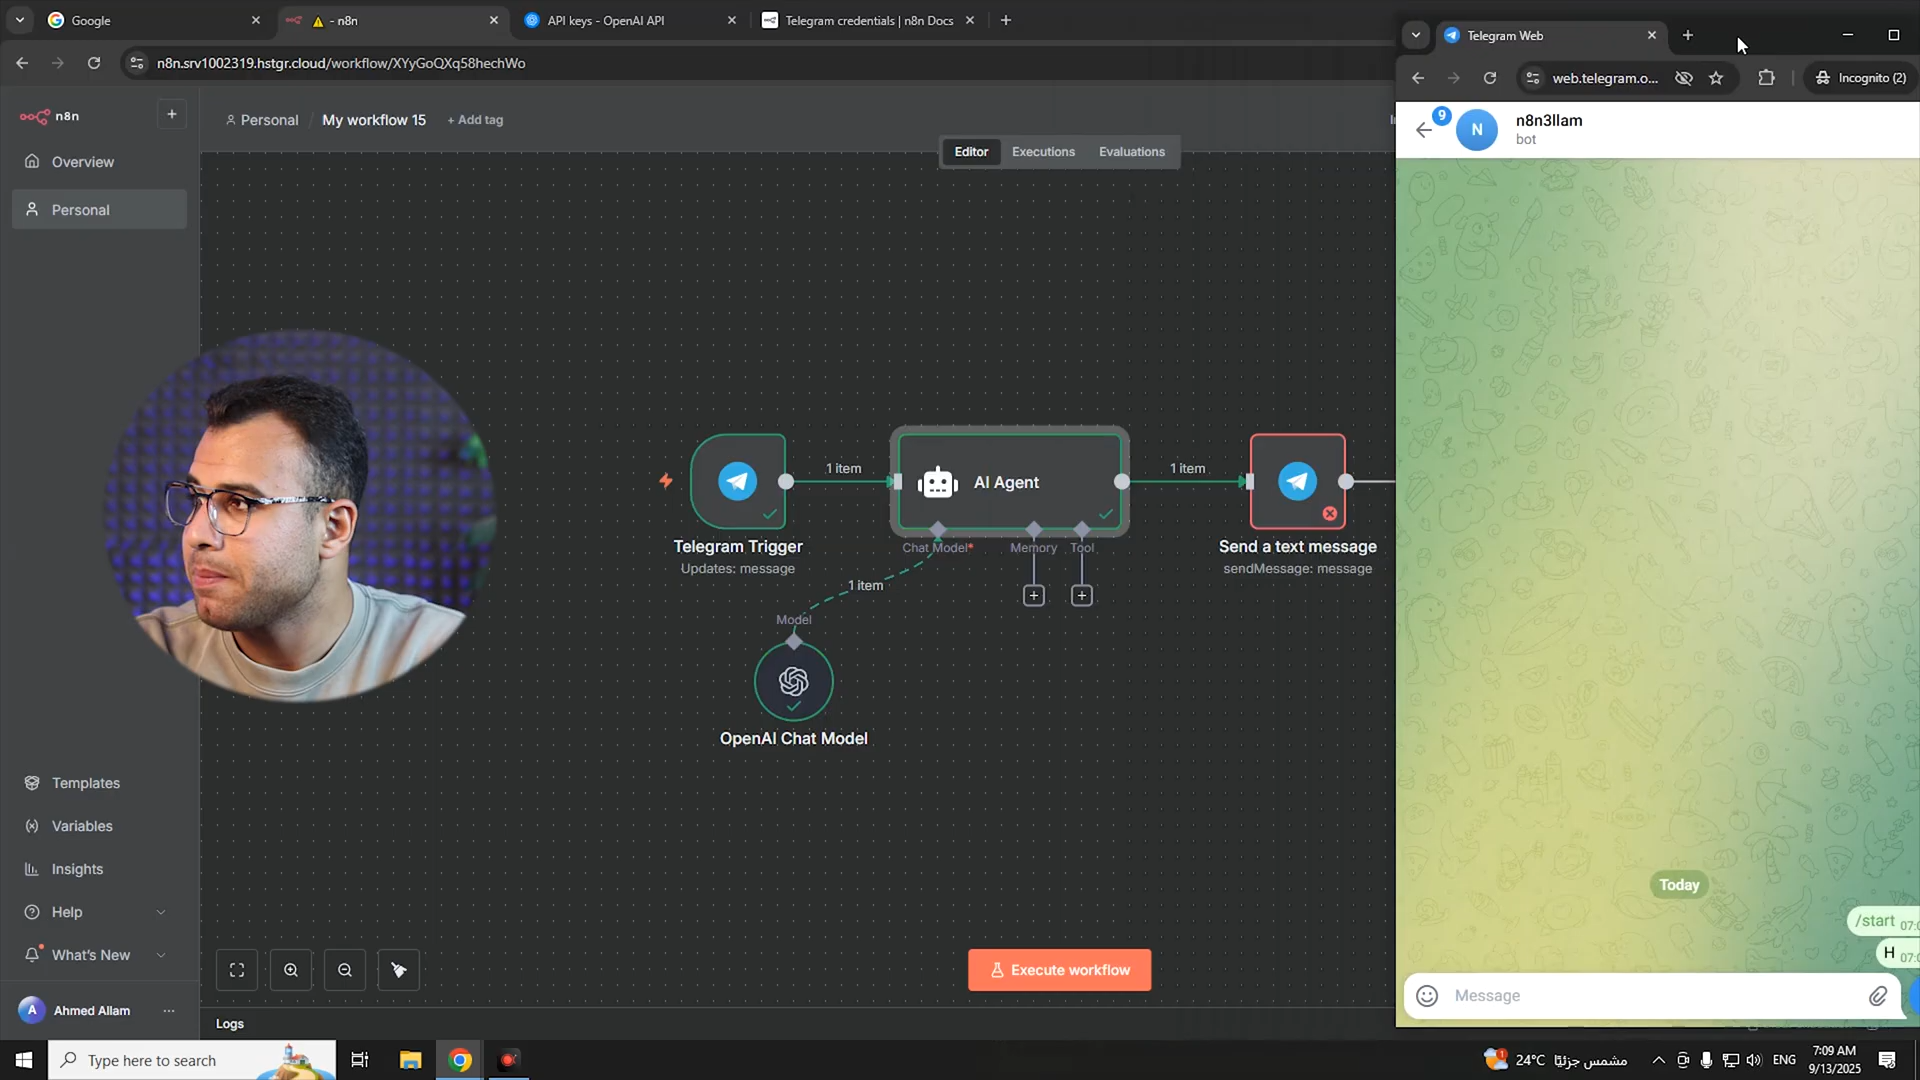 Google
- n8n
API keys - OpenAI API
Telegram credentials | n8n Docs
Telegram Web
n8n.srv1002319.hstgr.cloud/workflow/XYyGoQXq58hechWo
web.telegram.o...
Incognito (2)
n8n
Personal
My workflow 15
+ Add tag
9
N
n8n3llam
bot
Editor
Executions
Evaluations
Overview
Personal
1 item
AI Agent
1 item
Telegram Trigger
Updates: message
Chat Model*
Memory
Tool
Send a text message
sendMessage: message
1 item
Model
OpenAI Chat Model
Templates
Variables
Insights
Help
What's New
Today
/start
H
Execute workflow
Message
A
Ahmed Allam
Logs
Type here to search
1
24°C
مشمس جزئيًا
ENG
7:09 AM
9/13/2025